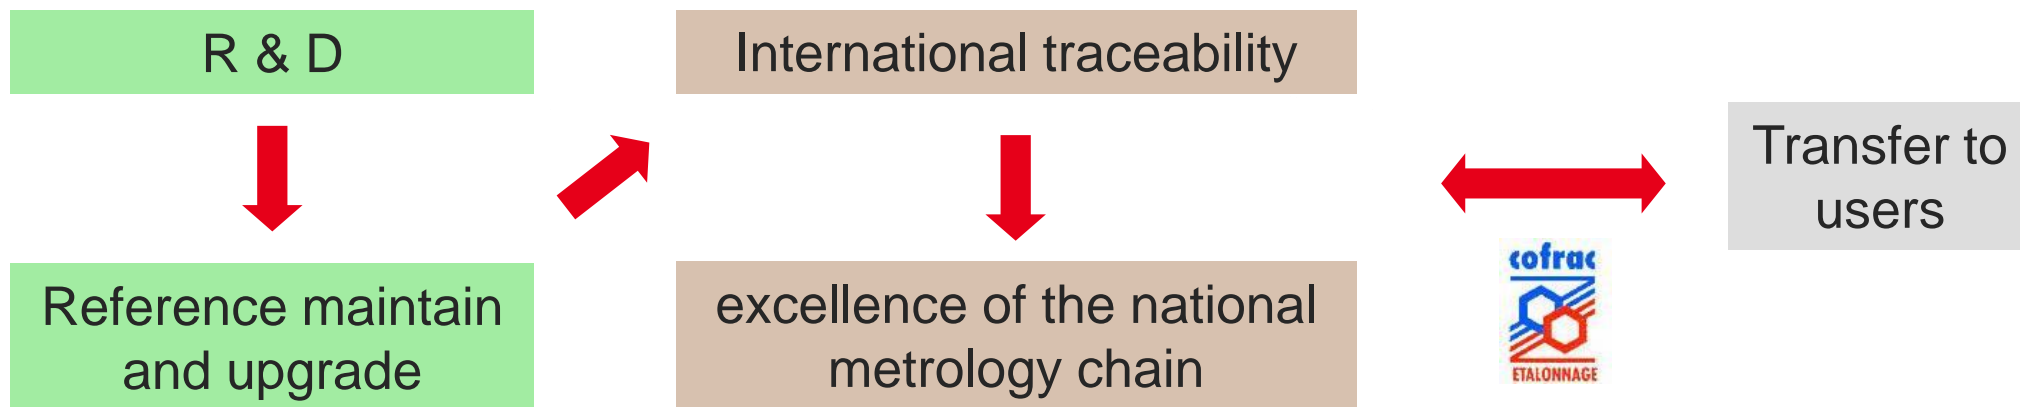 R & D
Reference maintain
and upgrade
International traceability
excellence of the national
metrology chain
Transfer to
users
cofrac
ETALONNAGE